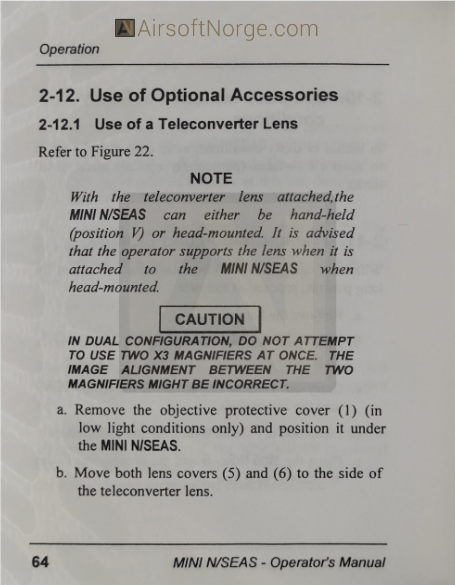 AirsoftNorge.com
Operation
2-12. Use of Optional Accessories
2-12.1 Use of a Teleconverter Lens
Refer to Figure 22.
NOTE
With the teleconverter lens attached,the
MINI N/SEAS can either be hand-held
(position V) or head-mounted. It is advised
that the operator supports the lens when it is
attached to the MINI N/SEAS when
head-mounted.
CAUTION
IN DUAL CONFIGURATION, DO NOT ATTEMPT
TO USE TWO X3 MAGNIFIERS AT ONCE. THE
IMAGE ALIGNMENT BETWEEN THE TWO
MAGNIFIERS MIGHT BE INCORRECT.
a. Remove the objective protective cover (1) (in
low light conditions only) and position it under
the MINI N/SEAS.
b. Move both lens covers (5) and (6) to the side of
the teleconverter lens.
64 MINI N/SEAS - Operator's Manual